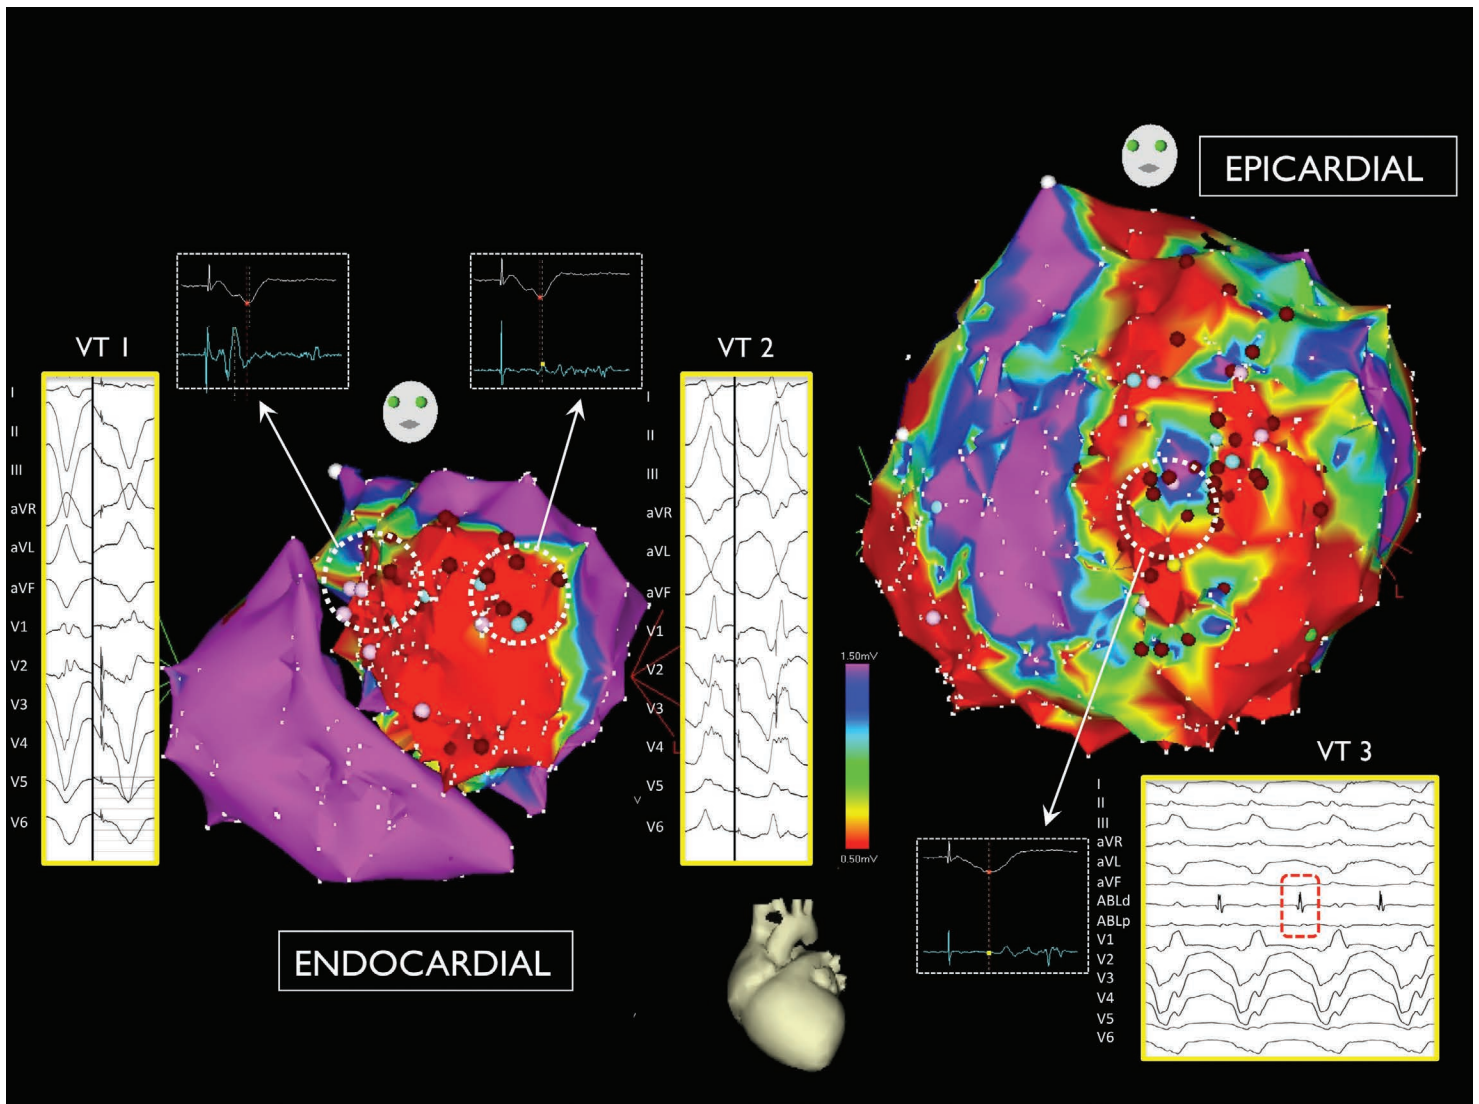 EPICARDIAL
VT 1
VT 2
I
II
III
aVR
aVL
aVF
V1
V2
V3
V4
V5
V6
I
II
III
aVR
aVL
aVF
V1
V2
V3
V4
V5
V6
1.50mV
0.50mV
L
L
ENDOCARDIAL
VT 3
I
II
III
aVR
aVL
aVF
ABLd
ABLp
V1
V2
V3
V4
V5
V6